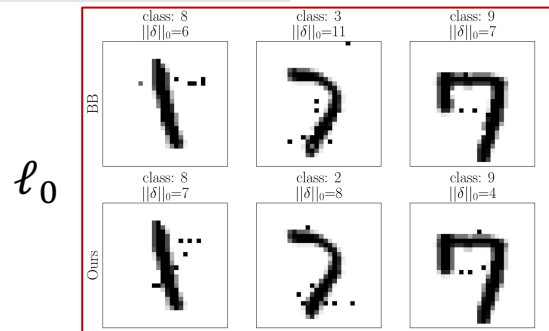 class: 8 class: 3 class: 9
||δ||₀=6 ||δ||₀=11 ||δ||₀=7
BB
ℓ₀
class: 8 class: 2 class: 9
||δ||₀=7 ||δ||₀=8 ||δ||₀=4
Ours